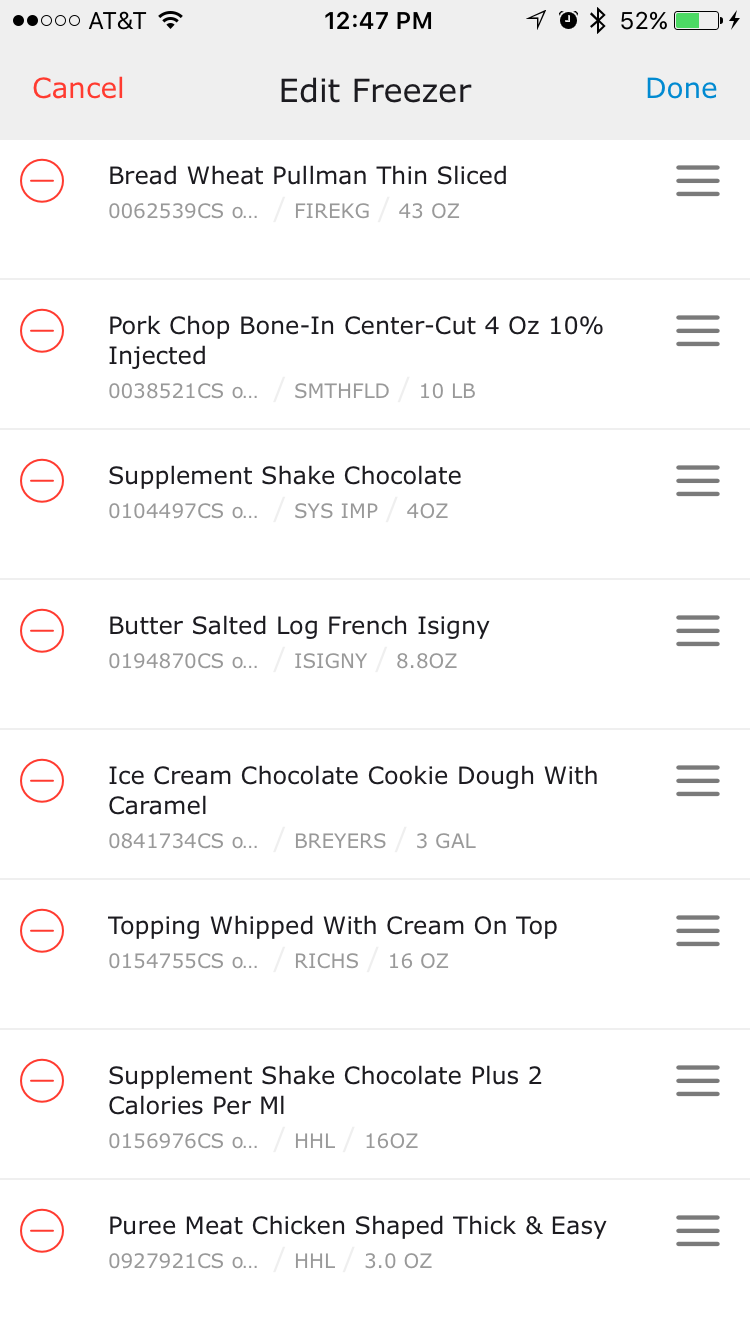 AT&T 12:47 PM 52%
Cancel Edit Freezer Done
Bread Wheat Pullman Thin Sliced
0062539CS o... / FIREKG / 43 OZ
Pork Chop Bone-In Center-Cut 4 Oz 10%
Injected
0038521CS o... / SMTHFLD / 10 LB
Supplement Shake Chocolate
0104497CS o... / SYS IMP / 4OZ
Butter Salted Log French Isigny
0194870CS o... / ISIGNY / 8.8OZ
Ice Cream Chocolate Cookie Dough With
Caramel
0841734CS o... / BREYERS / 3 GAL
Topping Whipped With Cream On Top
0154755CS o... / RICHS / 16 OZ
Supplement Shake Chocolate Plus 2
Calories Per Ml
0156976CS o... / HHL / 16OZ
Puree Meat Chicken Shaped Thick & Easy
0927921CS o... / HHL / 3.0 OZ